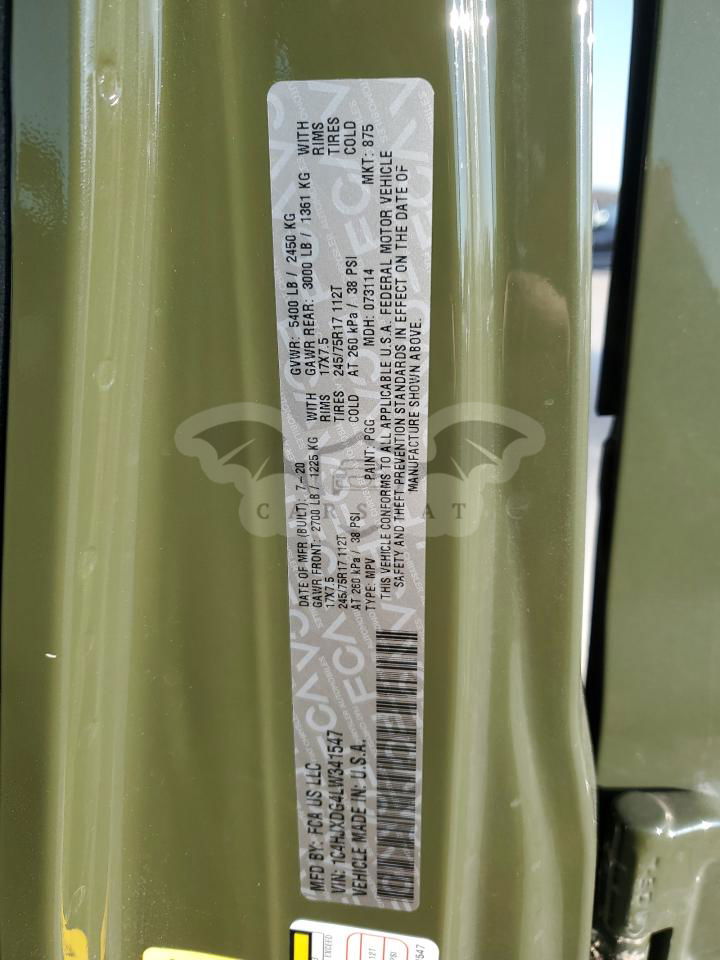 MFD BY: FCA US LLC
DATE OF MFR (BUILT): 7-20
GVWR: 5400 LB / 2450 KG
GAWR FRONT: 2700 LB / 1225 KG WITH
GAWR REAR: 3000 LB / 1361 KG WITH
17X7.5 RIMS
17X7.5 RIMS
245/75R17 112T TIRES
245/75R17 112T TIRES
AT 260 kPa / 38 PSI COLD
AT 260 kPa / 38 PSI COLD
VIN: 1C4HJXDG4LW341547
TYPE: MPV
PAINT: PGG
MDH: 073114
MKT: 875
VEHICLE MADE IN: U.S.A.
THIS VEHICLE CONFORMS TO ALL APPLICABLE U.S.A. FEDERAL MOTOR VEHICLE
SAFETY AND THEFT PREVENTION STANDARDS IN EFFECT ON THE DATE OF
MANUFACTURE SHOWN ABOVE.
EXCEED
547